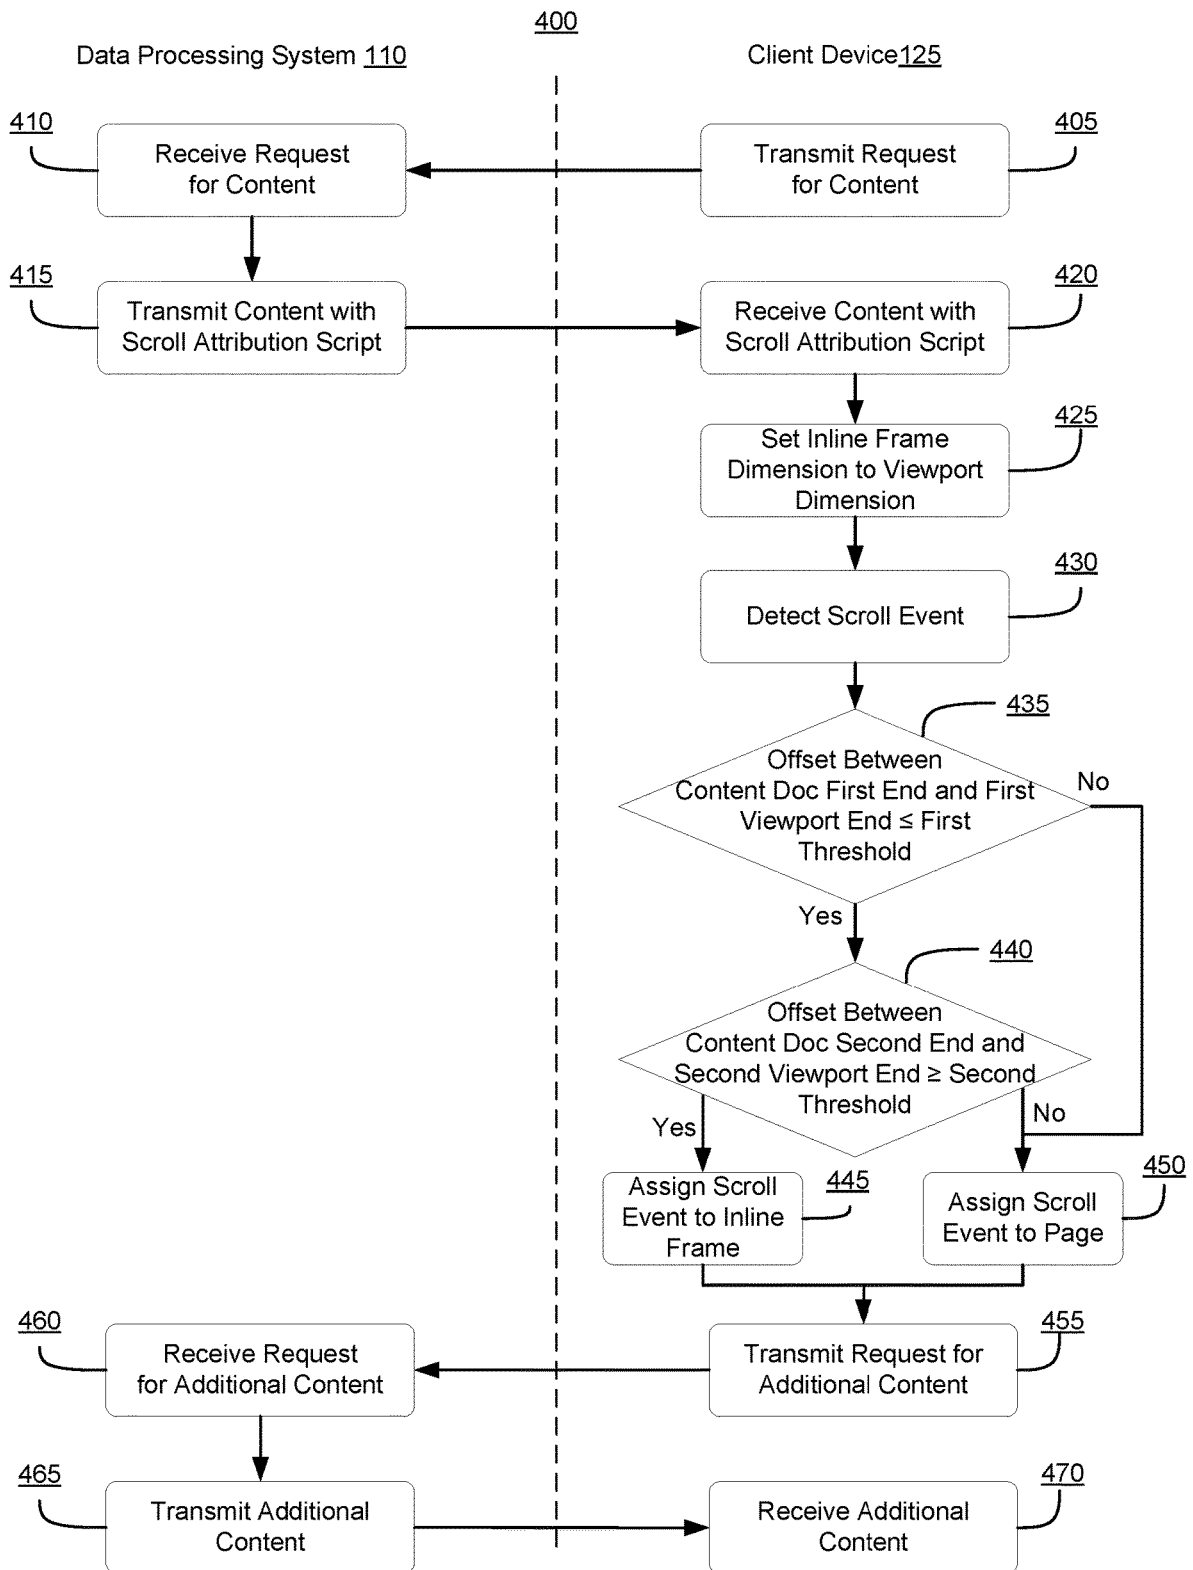 400
Data Processing System 110
Client Device125
410
Receive Request
for Content
405
Transmit Request
for Content
415
Transmit Content with
Scroll Attribution Script
420
Receive Content with
Scroll Attribution Script
425
Set Inline Frame
Dimension to Viewport
Dimension
430
Detect Scroll Event
435
Offset Between
Content Doc First End and First
Viewport End ≤ First
Threshold
No
Yes
440
Offset Between
Content Doc Second End and
Second Viewport End ≥ Second
Threshold
Yes
No
445
Assign Scroll
Event to Inline
Frame
450
Assign Scroll
Event to Page
460
Receive Request
for Additional Content
455
Transmit Request for
Additional Content
465
Transmit Additional
Content
470
Receive Additional
Content